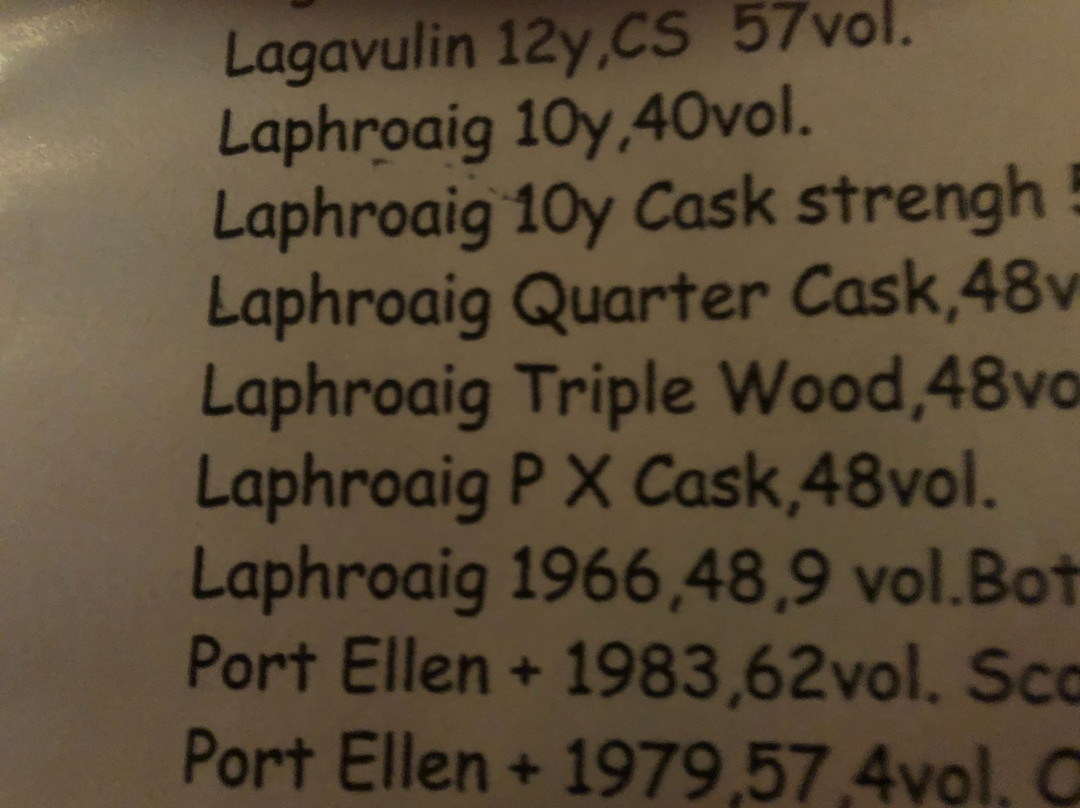 Lagavulin 12y,CS 57vol.
Laphroaig 10y,40vol.
Laphroaig 10y Cask strengh
Laphroaig Quarter Cask,48v
Laphroaig Triple Wood,48vo
Laphroaig P X Cask,48vol.
Laphroaig 1966,48,9 vol.Bot
Port Ellen + 1983,62vol. Sco
Port Ellen + 1979,57,4vol. O